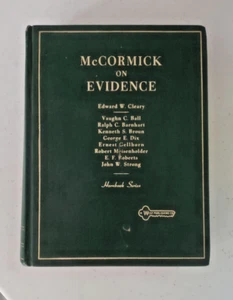 McCORMICK
ON
EVIDENCE
Edward W. Cleary
Vaughn C. Ball
Ralph C. Barnhart
Kenneth S. Broun
George E. Dix
Ernest Gellhorn
Robert Meisenholder
E. F. Roberts
John W. Strong
Hornbook Series